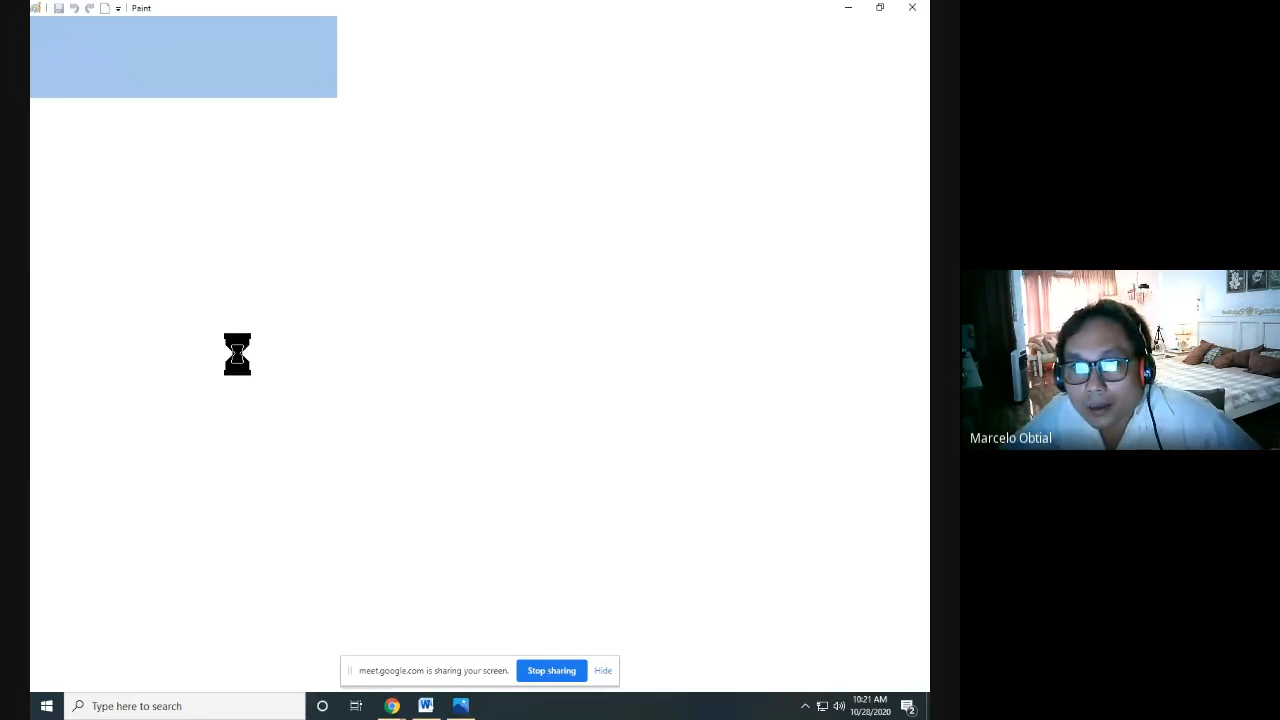 Paint
Marcelo Obtial
meet.google.com is sharing your screen.
Stop sharing
Hide
Type here to search
10:21 AM
10/28/2020
2